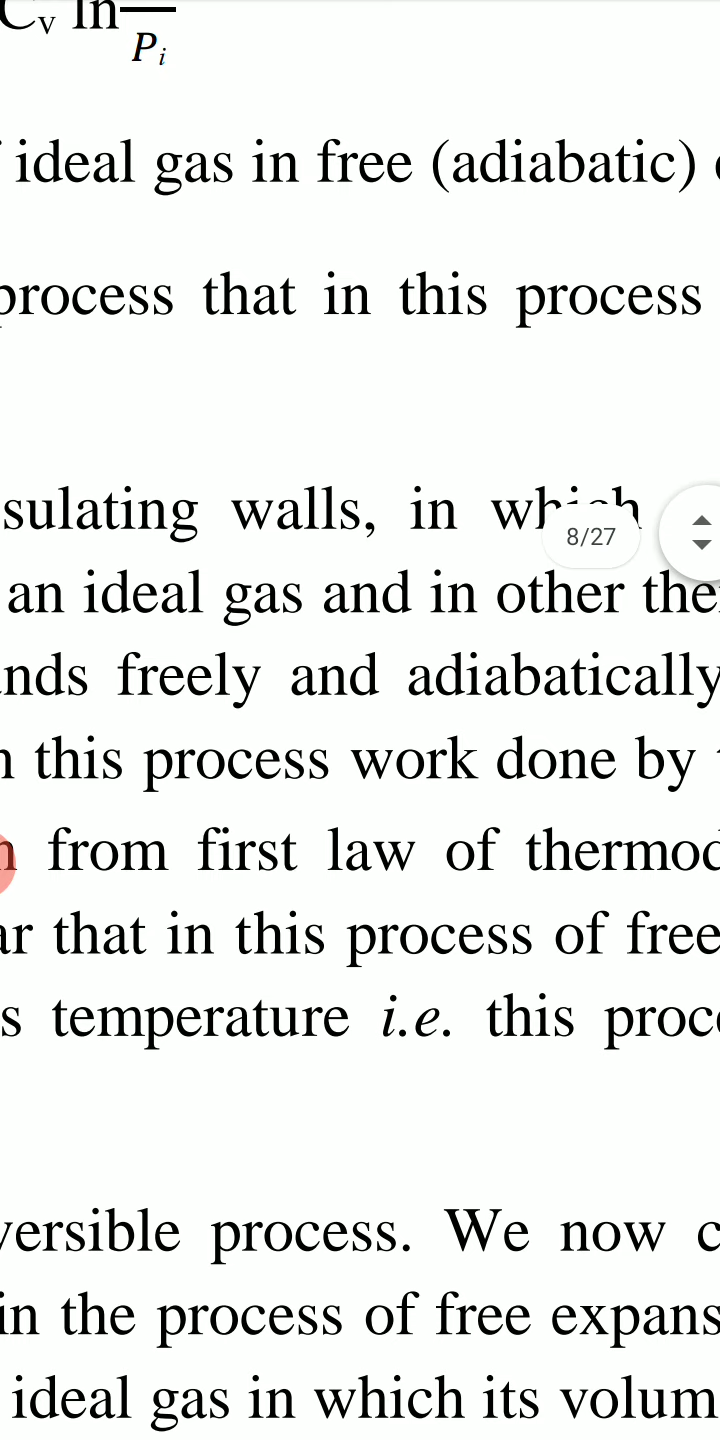 Cv ln
Pi
ideal gas in free (adiabatic)
process that in this process
sulating walls, in which
8/27
an ideal gas and in other the
nds freely and adiabatically
this process work done by
from first law of thermod
ar that in this process of free
s temperature i.e. this proc
versible process. We now c
in the process of free expans
ideal gas in which its volum